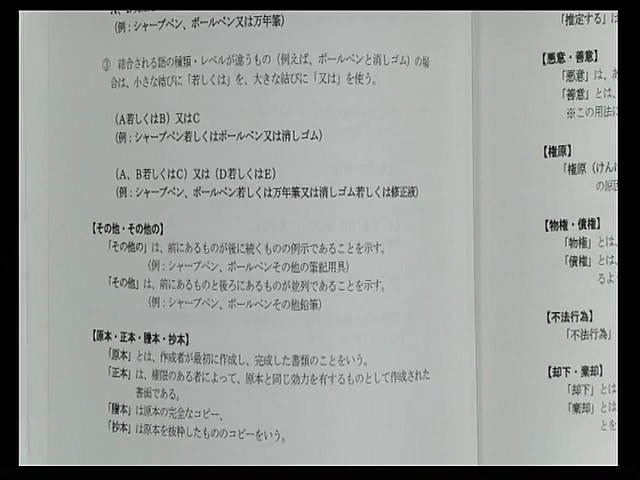 (例:シャープペン、ボールペン又は万年筆)
③ 結合される語の種類・レベルが違うもの(例えば、ボールペンと消しゴム)の場
合は、小さな結びに「若しくは」を、大きな結びに「又は」を使う。
(A若しくはB)又はC
(例:シャープペン若しくはボールペン又は消しゴム)
(A、B若しくはC)又は(D若しくはE)
(例:シャープペン、ボールペン若しくは万年筆又は消しゴム若しくは修正液)
【その他・その他の】
「その他の」は、前にあるものが後に続くものの例示であることを示す。
(例:シャープペン、ボールペンその他の筆記用具)
「その他」は、前にあるものと後ろにあるものが並列であることを示す。
(例:シャープペン、ボールペンその他鉛筆)
【原本・正本・謄本・抄本】
「原本」とは、作成者が最初に作成し、完成した書類のことをいう。
「正本」は、権限のある者によって、原本と同じ効力を有するものとして作成された
書面である。
「謄本」は原本の完全なコピー、
「抄本」は原本を抜粋したもののコピーをいう。
「推定する」は
【悪意・善意】
「悪意」は、あ
「善意」とは、
※この用法に
【権原】
「権原(けん
の原因
【物権・債権】
「物権」とは、
「債権」とは、
るよ
【不法行為】
「不法行為」
【却下・棄却】
「却下」とは
「棄却」とは
とを